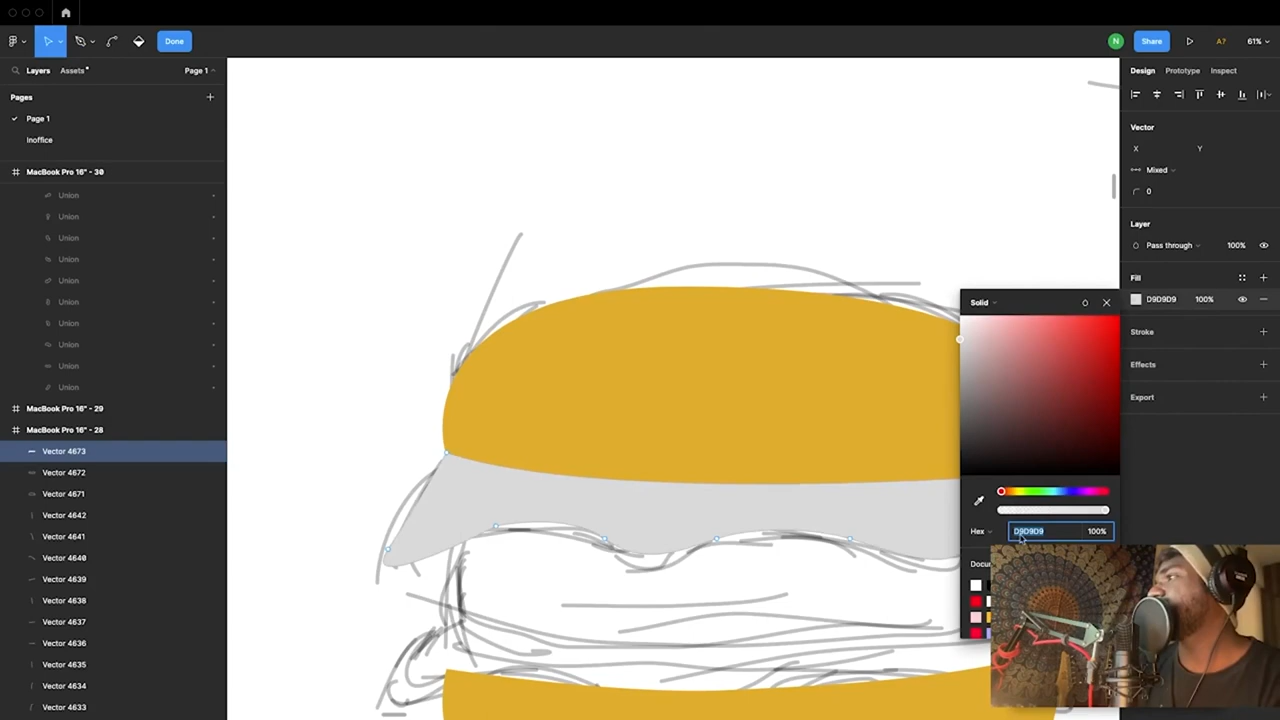 Done
N
Share
A?
61%
Layers
Assets
Page 1
Design
Prototype
Inspect
Pages
Page 1
Inoffice
Vector
X
Y
Mixed
0
MacBook Pro 16" - 30
Union
Union
Union
Union
Union
Union
Union
Union
Union
Union
Layer
Pass through
100%
Fill
D9D9D9
100%
Solid
Stroke
Effects
Export
MacBook Pro 16" - 29
MacBook Pro 16" - 28
Vector 4673
Vector 4672
Vector 4671
Vector 4642
Vector 4641
Vector 4640
Vector 4639
Vector 4638
Vector 4637
Vector 4636
Vector 4635
Vector 4634
Vector 4633
Hex
D9D9D9
100%
Docu